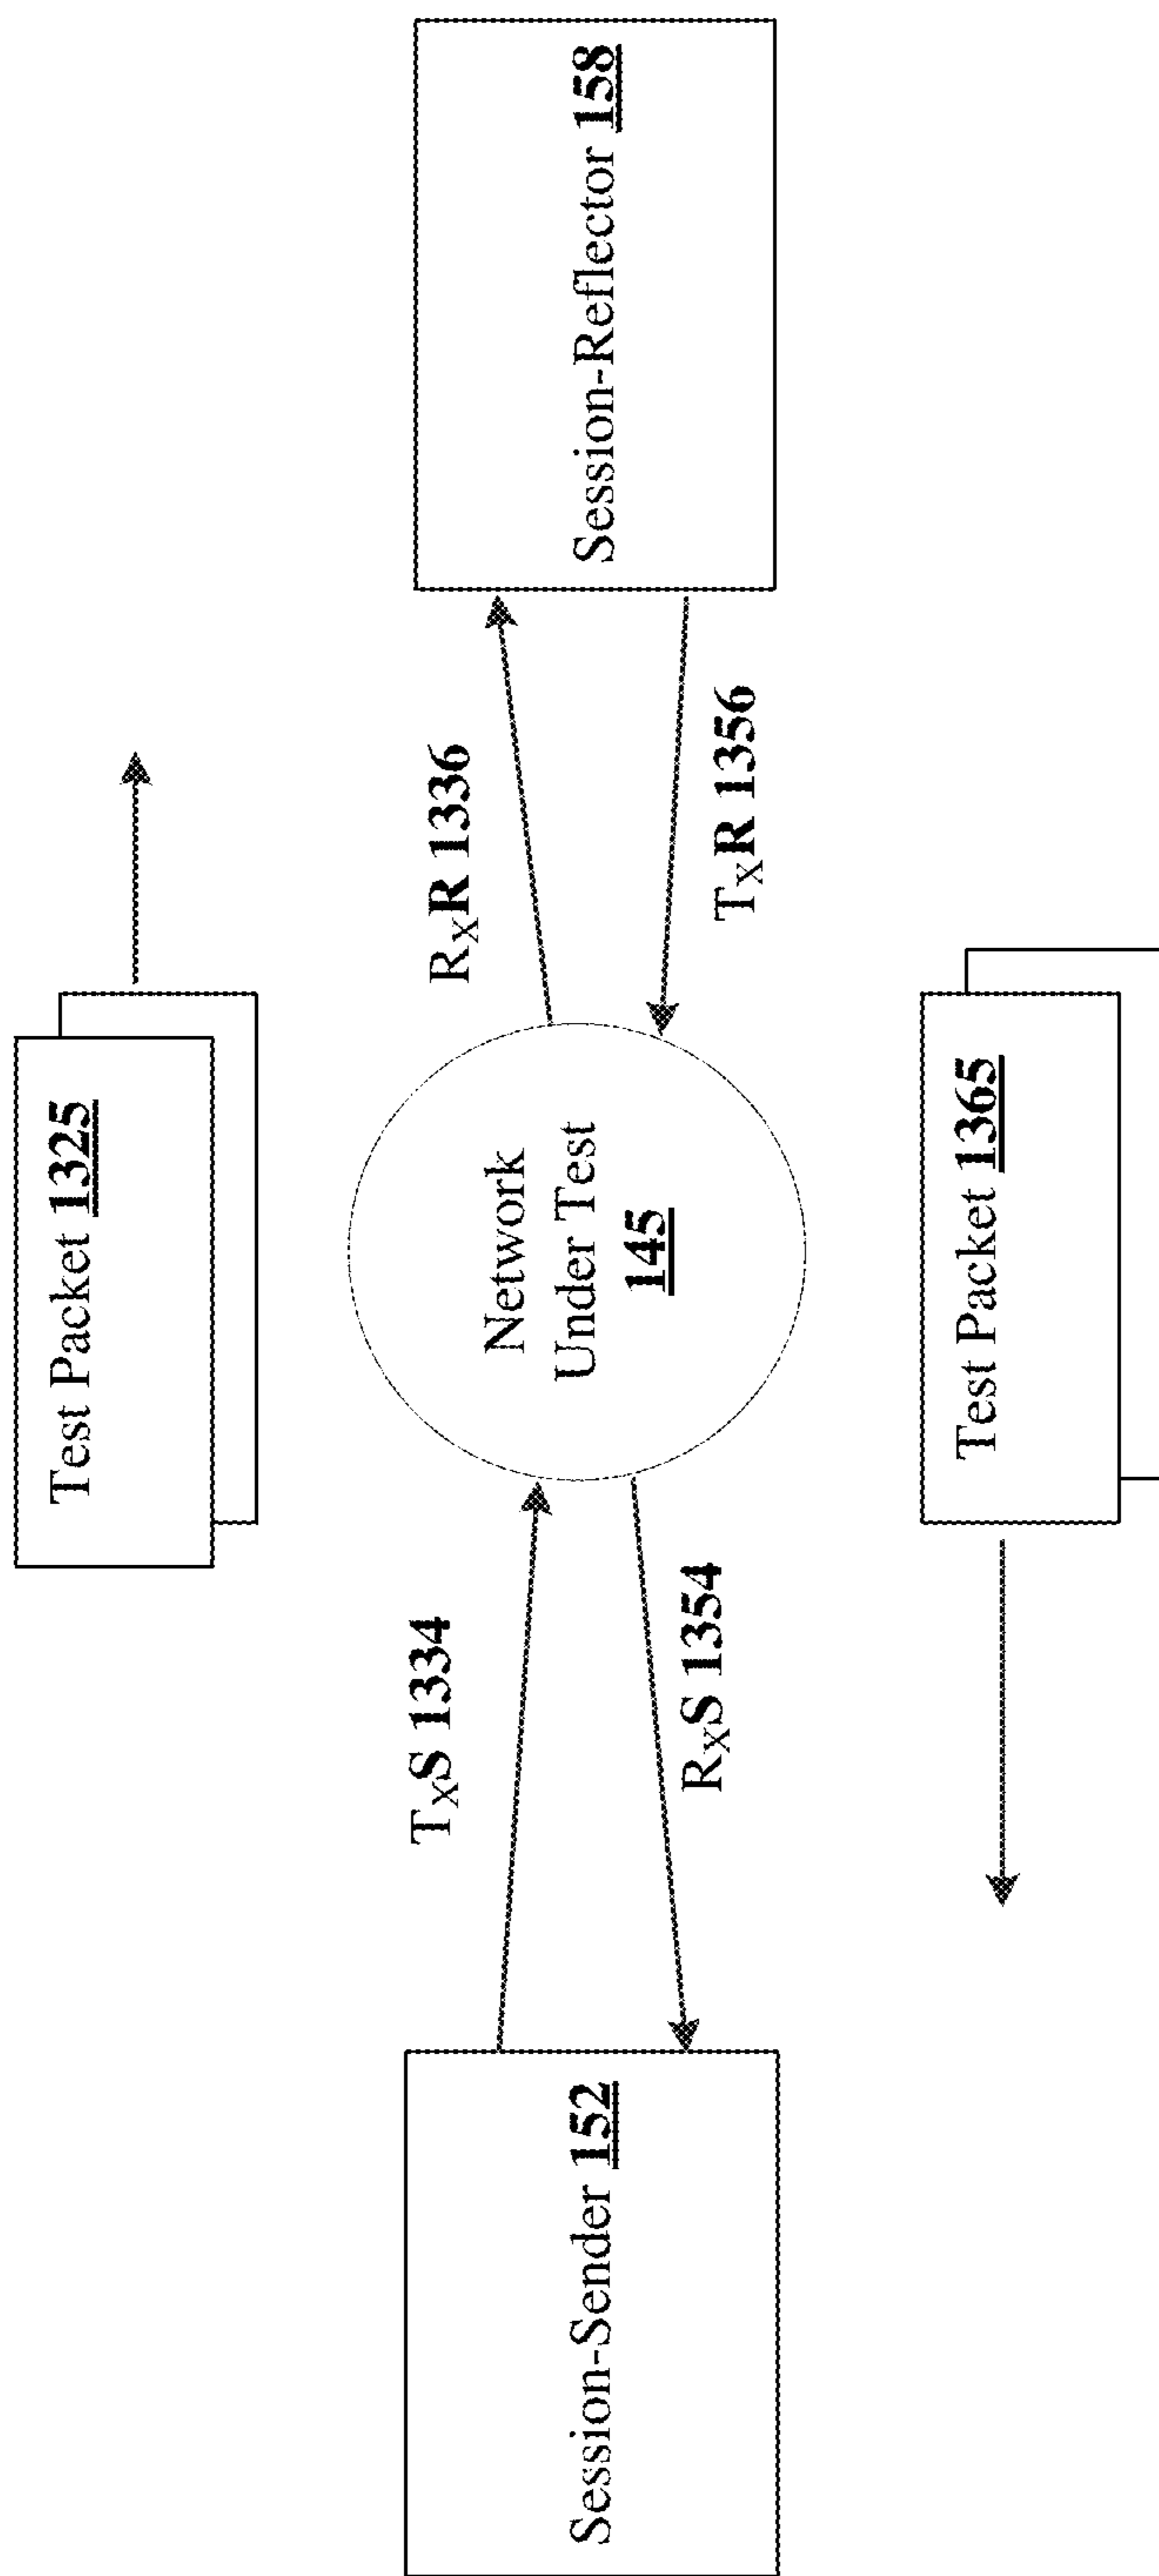 Test Packet 1325
TₓS 1334
RₓR 1336
Session-Sender 152
Network
Under Test
145
Session-Reflector 158
RₓS 1354
TₓR 1356
Test Packet 1365